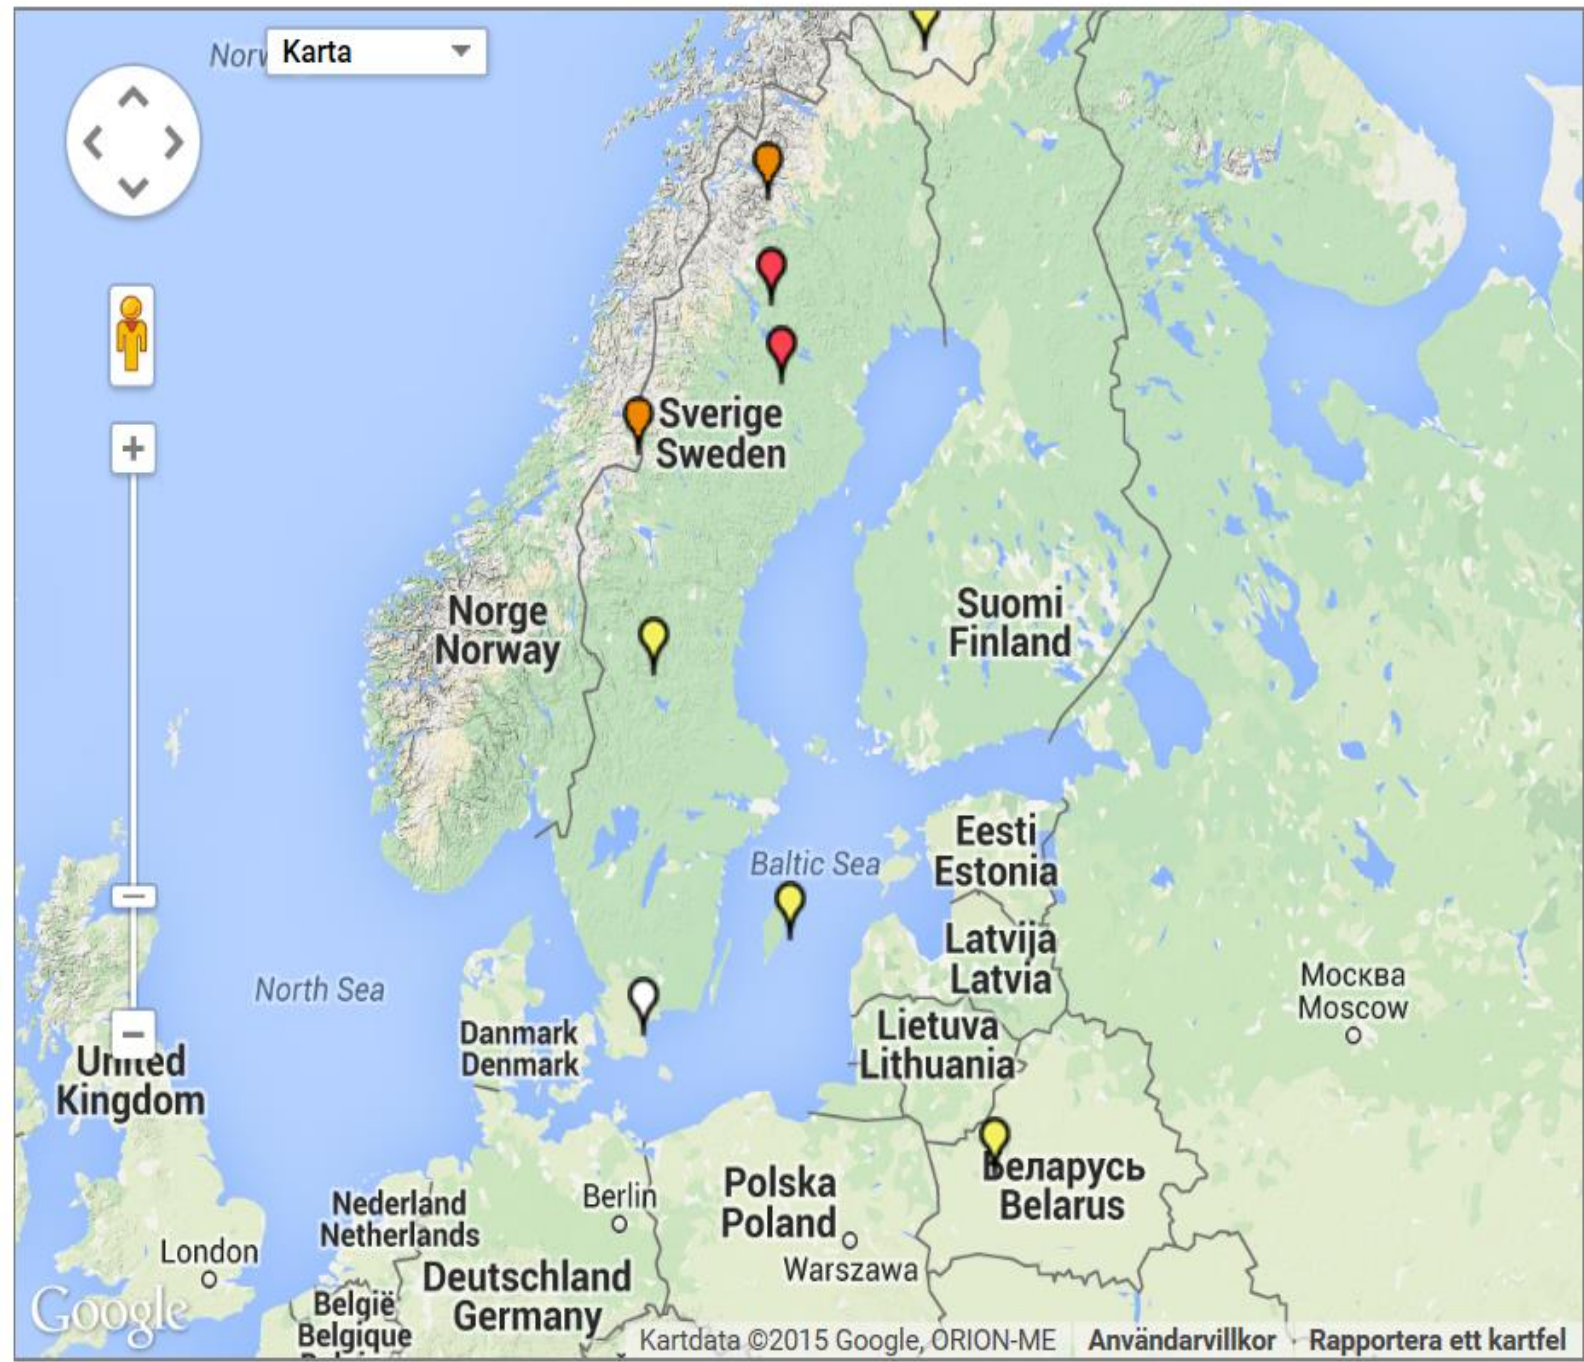 Norw
Karta
Sverige
Sweden
Norge
Norway
Suomi
Finland
Eesti
Estonia
Baltic Sea
Latvija
Latvia
Москва
Moscow
North Sea
Danmark
Denmark
Lietuva
Lithuania
United
Kingdom
Беларусь
Belarus
Polska
Poland
Berlin
Nederland
Netherlands
London
Warszawa
Deutschland
Germany
België
Belgique
Google
Kartdata ©2015 Google, ORION-ME
Användarvillkor
Rapportera ett kartfel